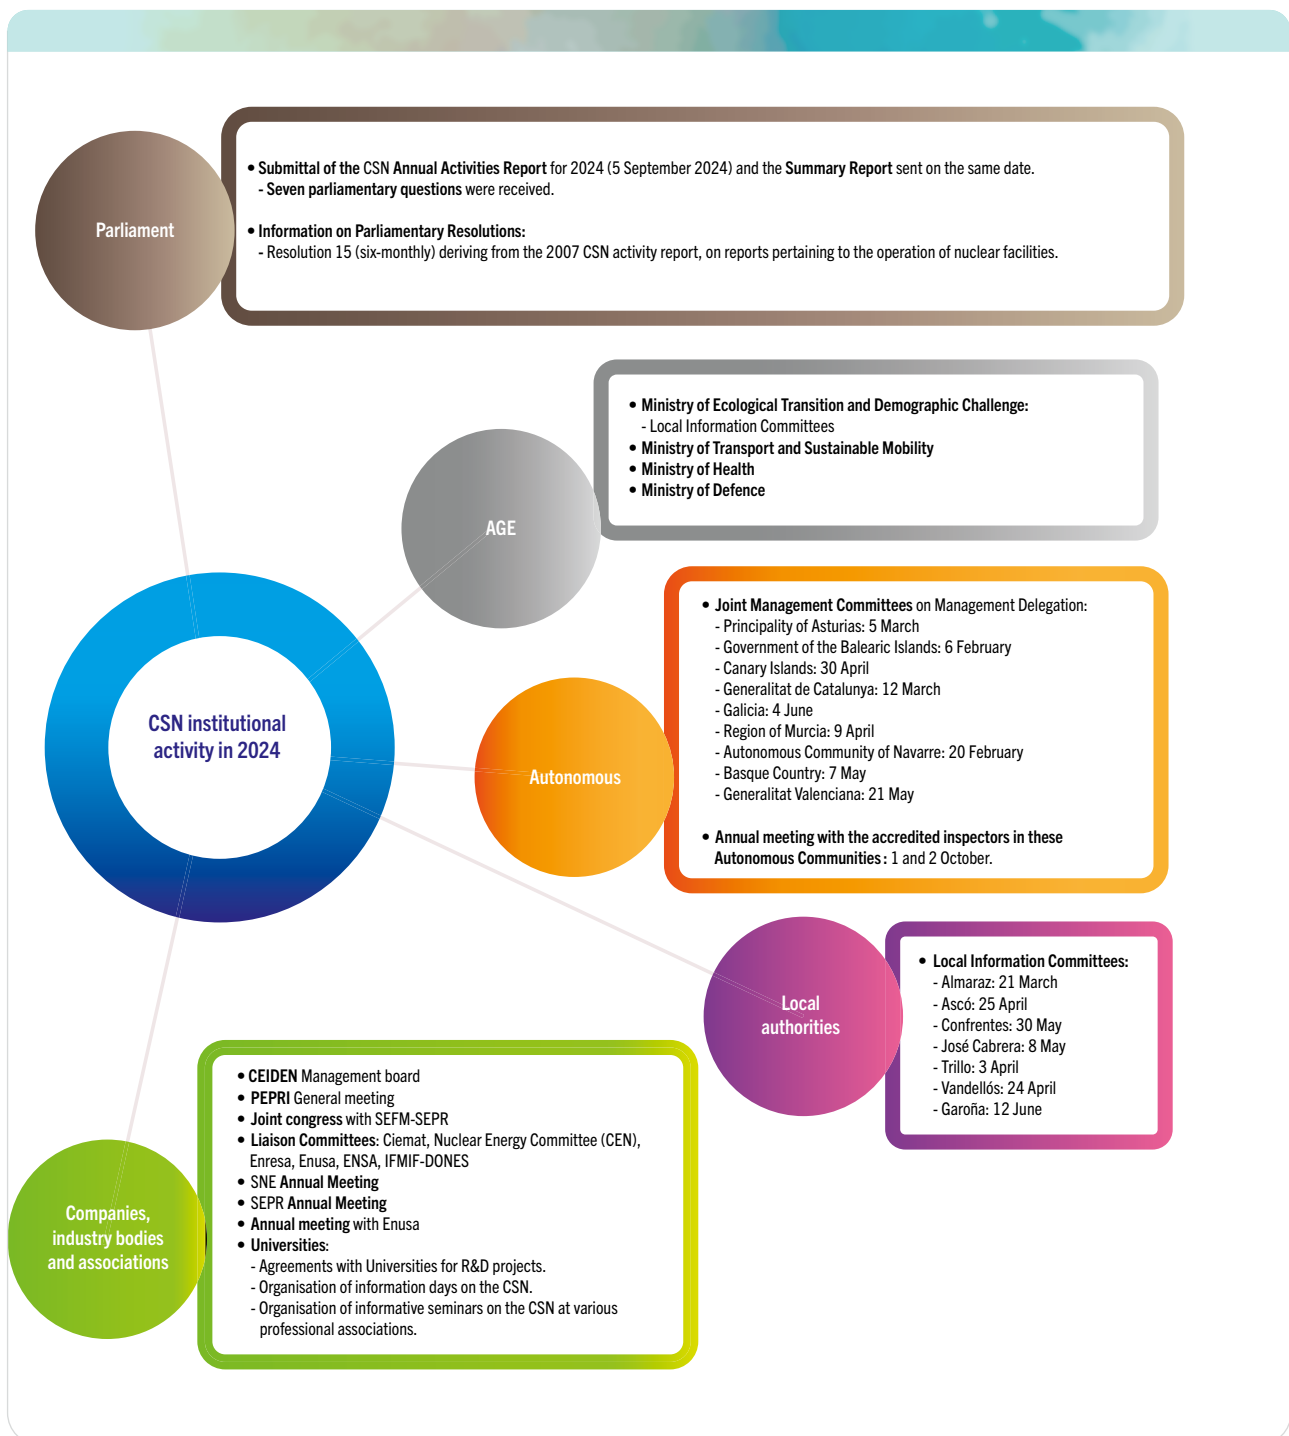 Parliament
• Submittal of the CSN Annual Activities Report for 2024 (5 September 2024) and the Summary Report sent on the same date.
- Seven parliamentary questions were received.
• Information on Parliamentary Resolutions:
- Resolution 15 (six-monthly) deriving from the 2007 CSN activity report, on reports pertaining to the operation of nuclear facilities.
AGE
• Ministry of Ecological Transition and Demographic Challenge:
- Local Information Committees
• Ministry of Transport and Sustainable Mobility
• Ministry of Health
• Ministry of Defence
CSN institutional
activity in 2024
Autonomous
• Joint Management Committees on Management Delegation:
- Principality of Asturias: 5 March
- Government of the Balearic Islands: 6 February
- Canary Islands: 30 April
- Generalitat de Catalunya: 12 March
- Galicia: 4 June
- Region of Murcia: 9 April
- Autonomous Community of Navarre: 20 February
- Basque Country: 7 May
- Generalitat Valenciana: 21 May
• Annual meeting with the accredited inspectors in these
Autonomous Communities : 1 and 2 October.
Local
authorities
• Local Information Committees:
- Almaraz: 21 March
- Ascó: 25 April
- Confrentes: 30 May
- José Cabrera: 8 May
- Trillo: 3 April
- Vandellós: 24 April
- Garoña: 12 June
Companies,
industry bodies
and associations
• CEIDEN Management board
• PEPRI General meeting
• Joint congress with SEFM-SEPR
• Liaison Committees: Ciemat, Nuclear Energy Committee (CEN),
Enresa, Enusa, ENSA, IFMIF-DONES
• SNE Annual Meeting
• SEPR Annual Meeting
• Annual meeting with Enusa
• Universities:
- Agreements with Universities for R&D projects.
- Organisation of information days on the CSN.
- Organisation of informative seminars on the CSN at various
professional associations.